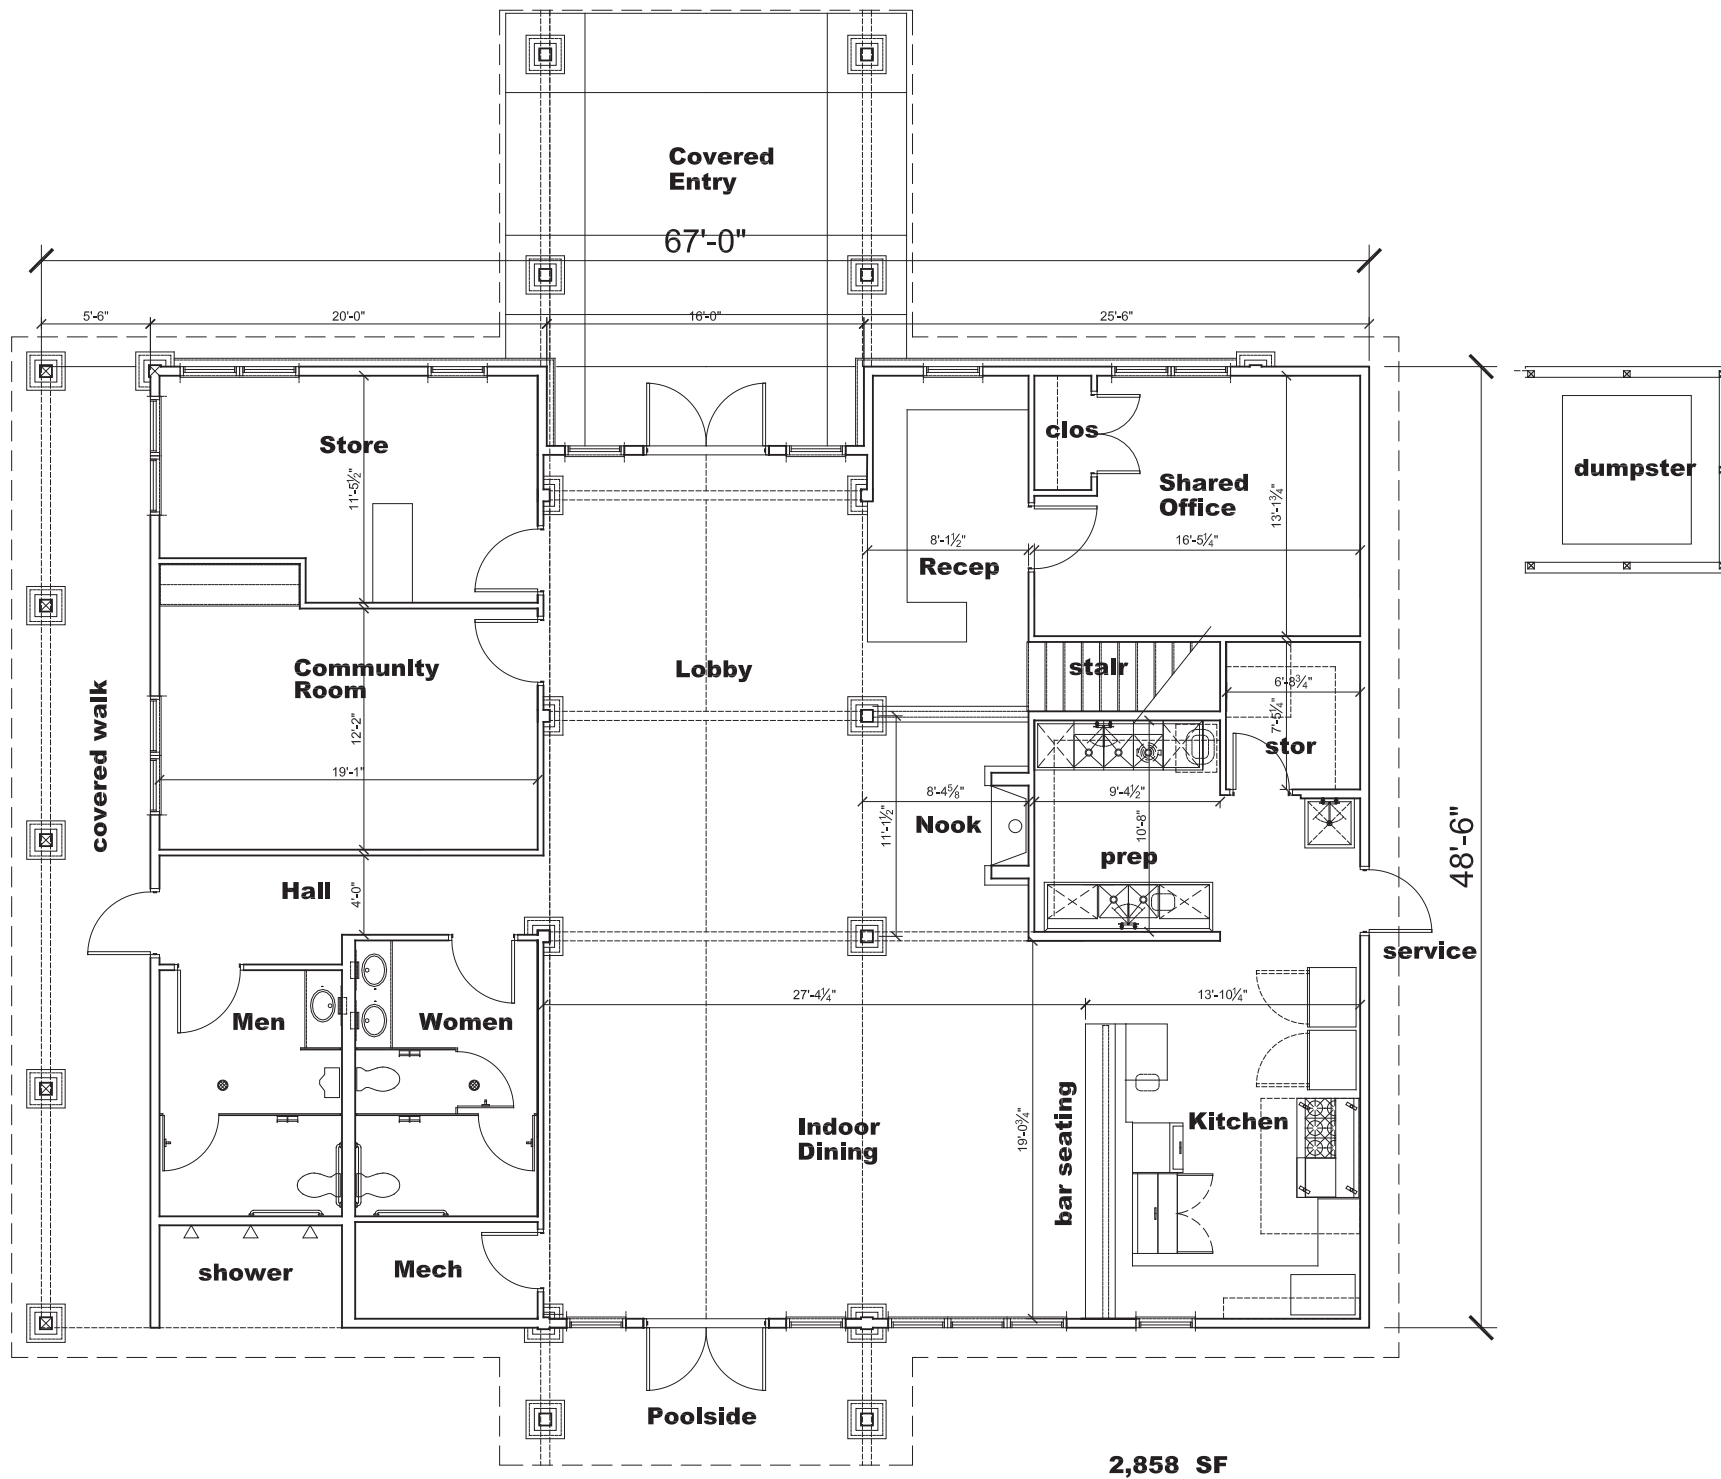 Covered
Entry
67'-0"
5'-6"
20'-0"
16'-0"
25'-6"
Store
11'-5½"
clos
Shared
Office
13'-1¾"
dumpster
8'-1½"
16'-5¼"
Recep
Community
Room
Lobby
stair
covered walk
12'-2"
6'-8¾"
7'-5¼"
stor
19'-1"
8'-4⅝"
9'-4½"
Nook
11'-1½"
10'-8"
prep
48'-6"
Hall
4'-0"
service
27'-4¼"
13'-10¼"
Men
Women
Indoor
Dining
19'-0¾"
bar seating
Kitchen
shower
Mech
Poolside
2,858 SF